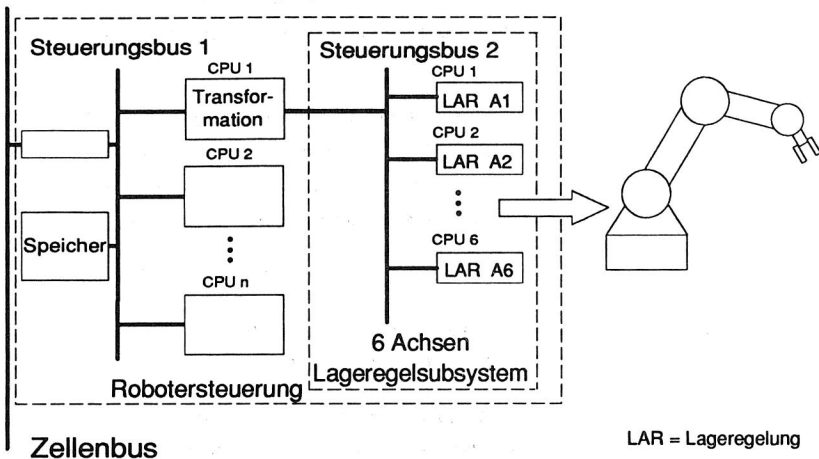 Steuerungsbus 1
CPU 1
Transfor-
mation
CPU 2
CPU n
Speicher
Steuerungsbus 2
CPU 1
LAR A1
CPU 2
LAR A2
CPU 6
LAR A6
6 Achsen
Lageregelsubsystem
Robotersteuerung
Zellenbus
LAR = Lageregelung